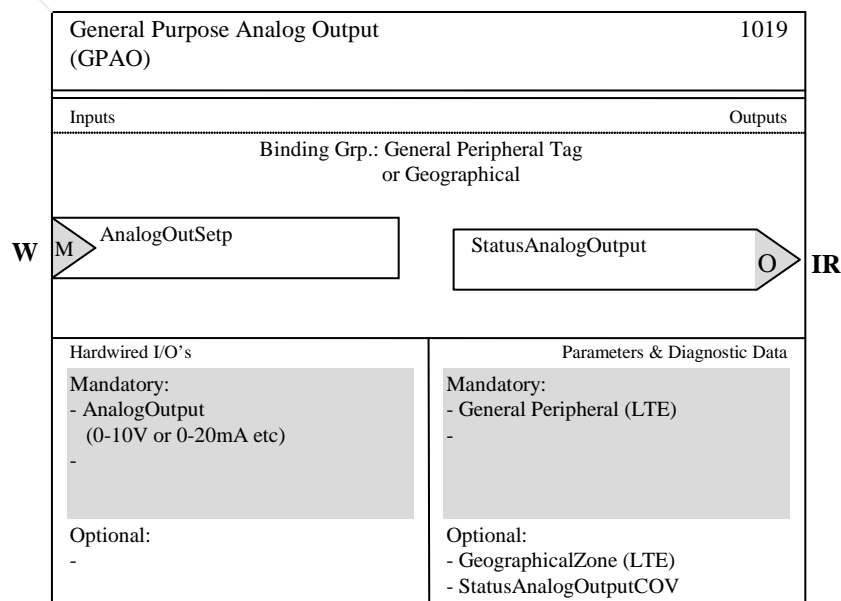 General Purpose Analog Output 1019
(GPAO)
Inputs Outputs
Binding Grp.: General Peripheral Tag
or Geographical
W M AnalogOutSetp StatusAnalogOutput O IR
Hardwired I/O’s Parameters & Diagnostic Data
Mandatory:
- AnalogOutput
(0-10V or 0-20mA etc)
-
Optional:
-
Mandatory:
- General Peripheral (LTE)
-
Optional:
- GeographicalZone (LTE)
- StatusAnalogOutputCOV